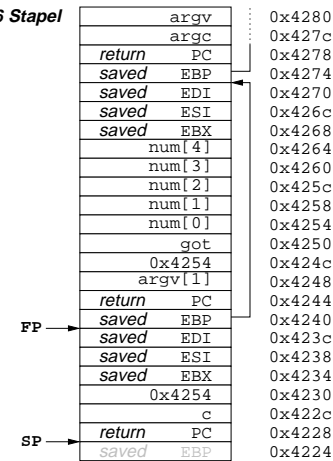 6 Stapel
argv 0x4280
argc 0x427c
return PC 0x4278
saved EBP 0x4274
saved EDI 0x4270
saved ESI 0x426c
saved EBX 0x4268
num[4] 0x4264
num[3] 0x4260
num[2] 0x425c
num[1] 0x4258
num[0] 0x4254
got 0x4250
0x4254 0x424c
argv[1] 0x4248
return PC 0x4244
FP saved EBP 0x4240
saved EDI 0x423c
saved ESI 0x4238
saved EBX 0x4234
0x4254 0x4230
c 0x422c
SP return PC 0x4228
saved EBP 0x4224